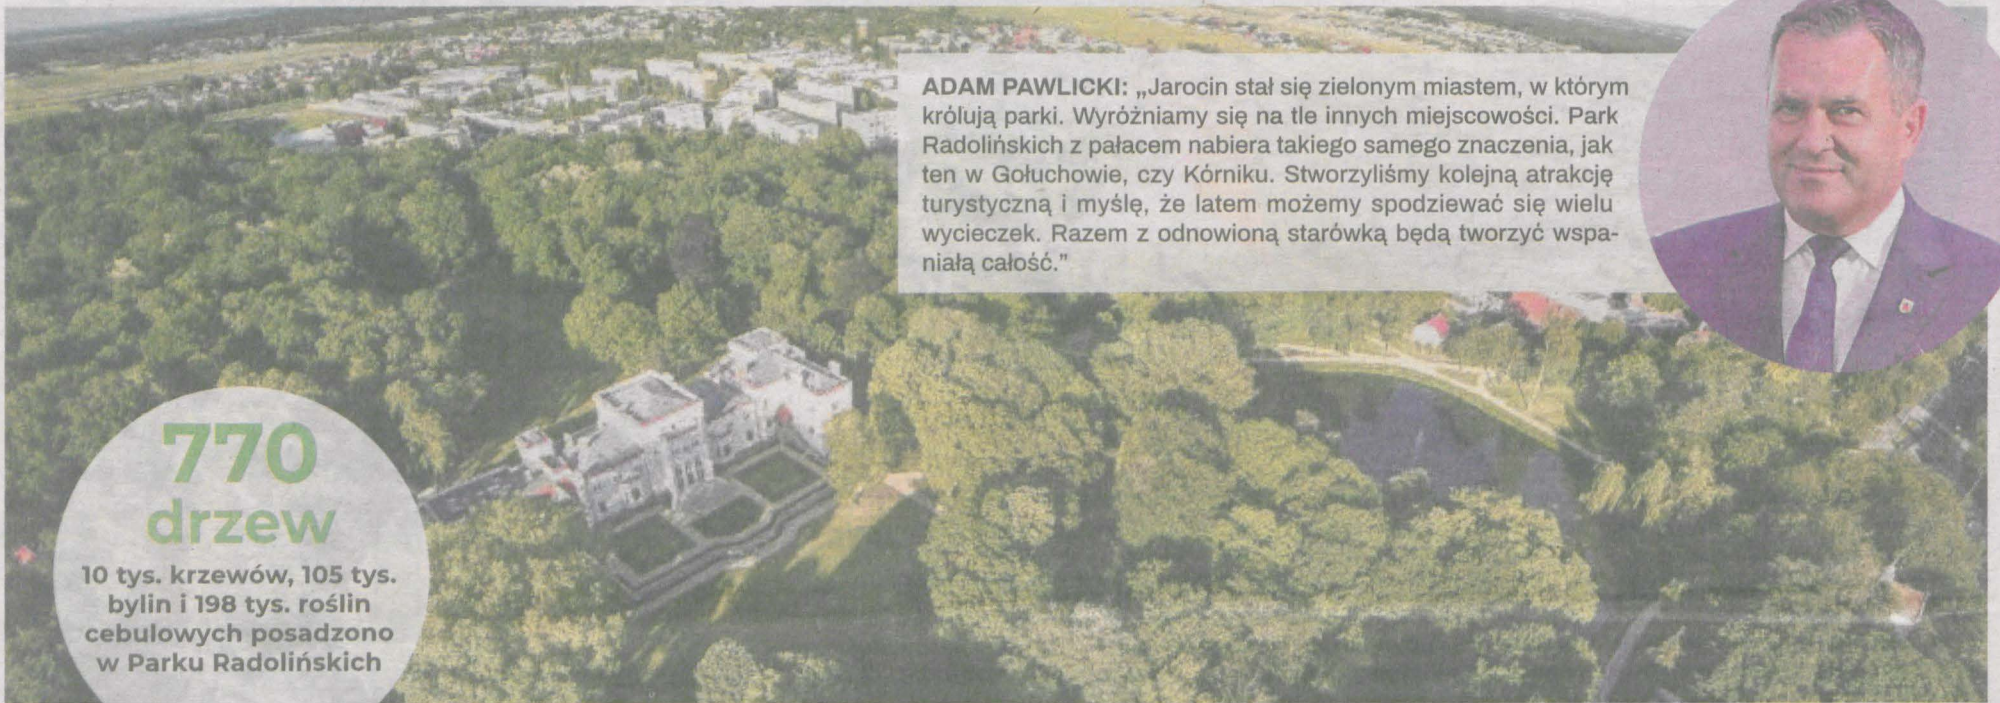 ADAM PAWLICKI: „Jarocin stał się zielonym miastem, w którym
królują parki. Wyróżniamy się na tle innych miejscowości. Park
Radolińskich z pałacem nabiera takiego samego znaczenia, jak
ten w Gołuchowie, czy Kórniku. Stworzyliśmy kolejną atrakcję
turystyczną i myślę, że latem możemy spodziewać się wielu
wycieczek. Razem z odnowioną starówką będą tworzyć wspa-
niałą całość.”
770
drzew
10 tys. krzewów, 105 tys.
bylin i 198 tys. roślin
cebulowych posadzono
w Parku Radolińskich